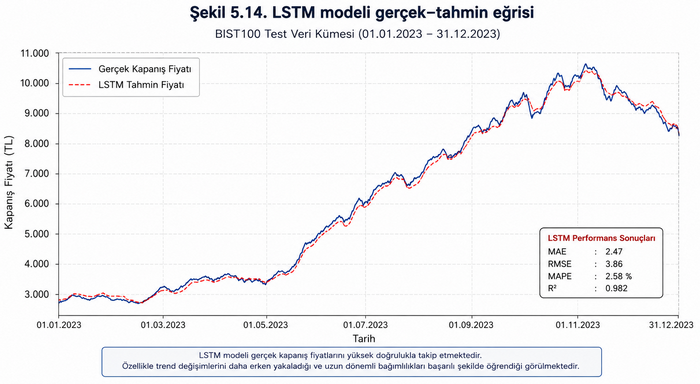 Şekil 5.14. LSTM modeli gerçek–tahmin eğrisi
BIST100 Test Veri Kümesi (01.01.2023 – 31.12.2023)
Gerçek Kapanış Fiyatı
LSTM Tahmin Fiyatı
Kapanış Fiyatı (TL)
11.000
10.000
9.000
8.000
7.000
6.000
5.000
4.000
3.000
LSTM Performans Sonuçları
MAE : 2.47
RMSE : 3.86
MAPE : 2.58 %
R² : 0.982
01.01.2023 01.03.2023 01.05.2023 01.07.2023 01.09.2023 01.11.2023 31.12.2023
Tarih
LSTM modeli gerçek kapanış fiyatlarını yüksek doğrulukla takip etmektedir.
Özellikle trend değişimlerini daha erken yakaladığı ve uzun dönemli bağımlılıkları başarılı şekilde öğrendiği görülmektedir.